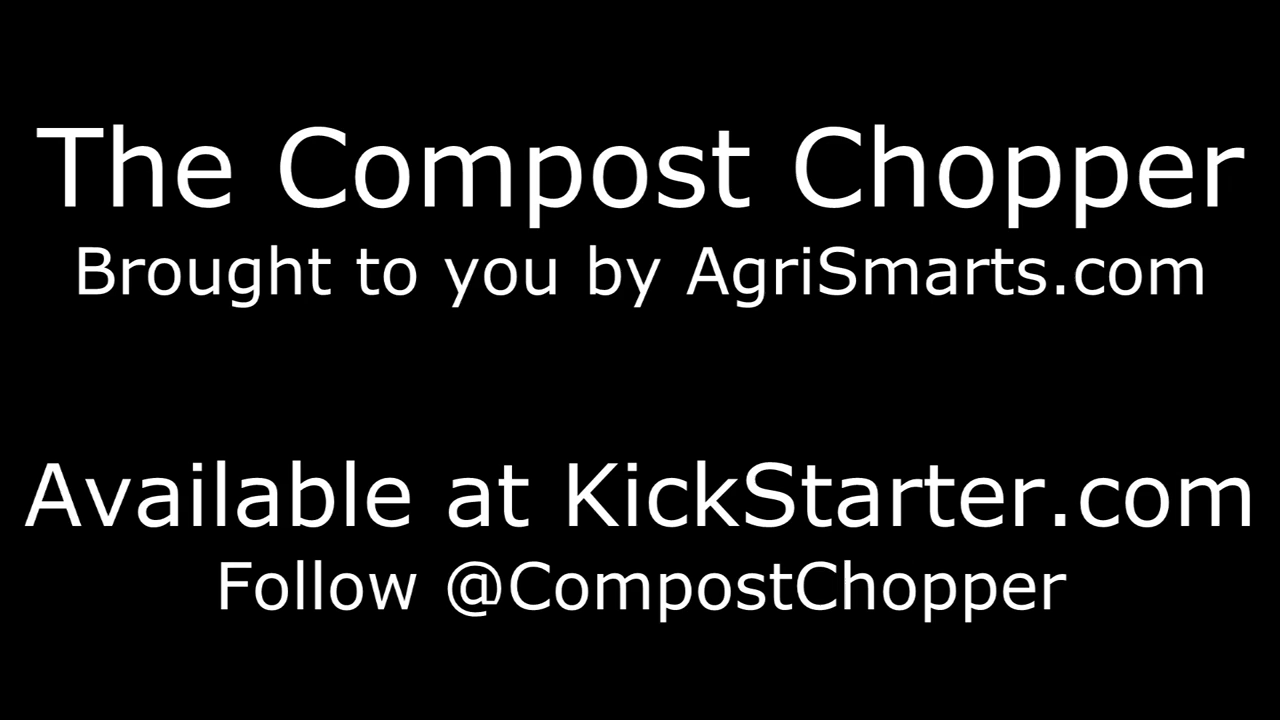 The Compost Chopper
Brought to you by AgriSmarts.com
Available at KickStarter.com
Follow @CompostChopper